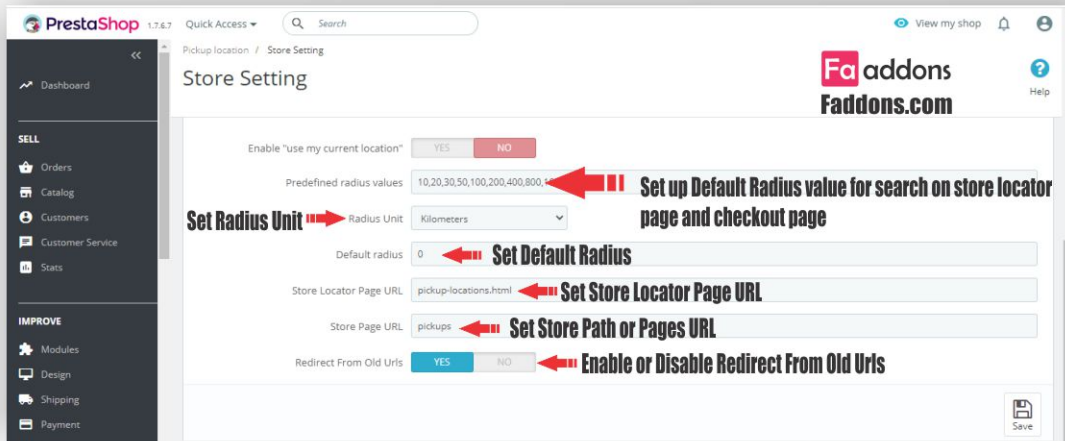 PrestaShop 1.7.6.7 Quick Access Search View my shop
Pickup location / Store Setting
Store Setting
Fa addons
Faddons.com
Help
Dashboard
SELL
Orders
Catalog
Customers
Customer Service
Stats
IMPROVE
Modules
Design
Shipping
Payment
Enable "use my current location" YES NO
Predefined radius values 10,20,30,50,100,200,400,800,1
Set up Default Radius value for search on store locator
page and checkout page
Set Radius Unit Radius Unit Kilometers
Default radius 0 Set Default Radius
Store Locator Page URL pickup-locations.html Set Store Locator Page URL
Store Page URL pickups Set Store Path or Pages URL
Redirect From Old Urls YES NO Enable or Disable Redirect From Old Urls
Save